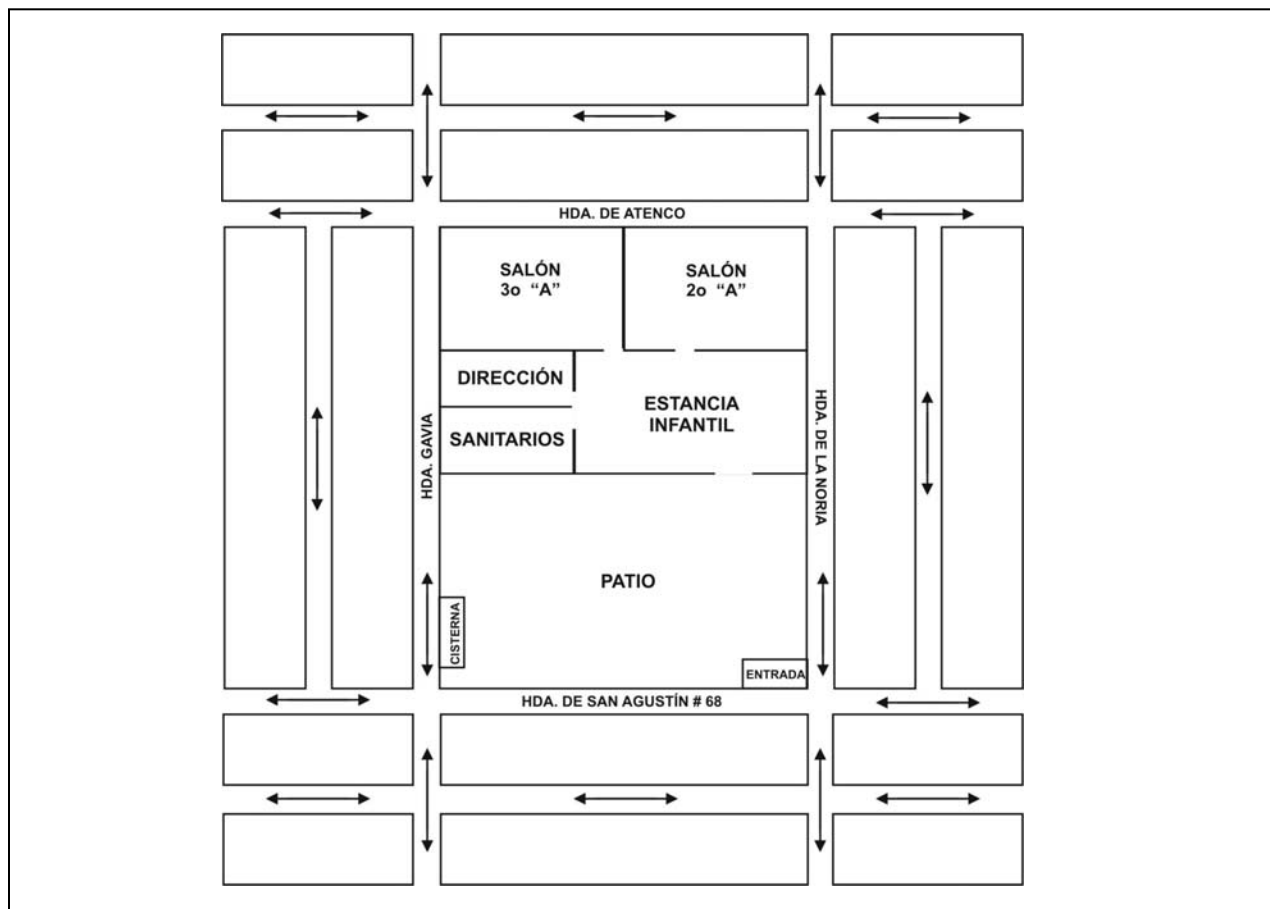 HDA. DE ATENCO
SALÓN
3o “A”
SALÓN
2o “A”
DIRECCIÓN
ESTANCIA
INFANTIL
SANITARIOS
HDA. GAVIA
HDA. DE LA NORIA
PATIO
CISTERNA
ENTRADA
HDA. DE SAN AGUSTÍN # 68